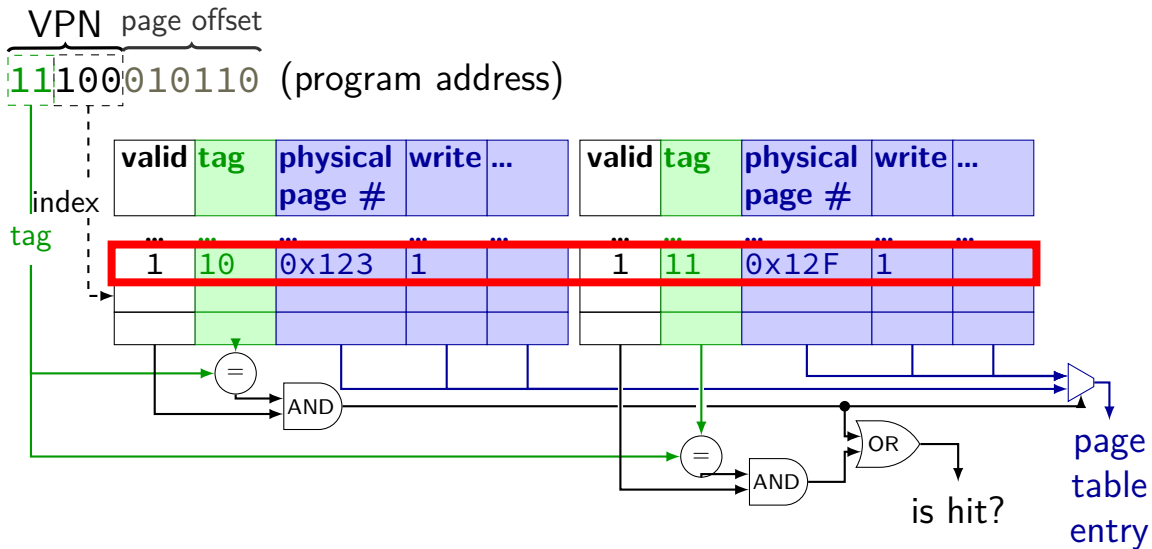 VPN page offset
11100010110 (program address)
valid tag physical page # write ... valid tag physical page # write ...
index
tag
... ... ... ... ... ... ... ... ... ...
1 10 0x123 1 1 11 0x12F 1
=
AND
=
AND
OR
is hit?
page
table
entry